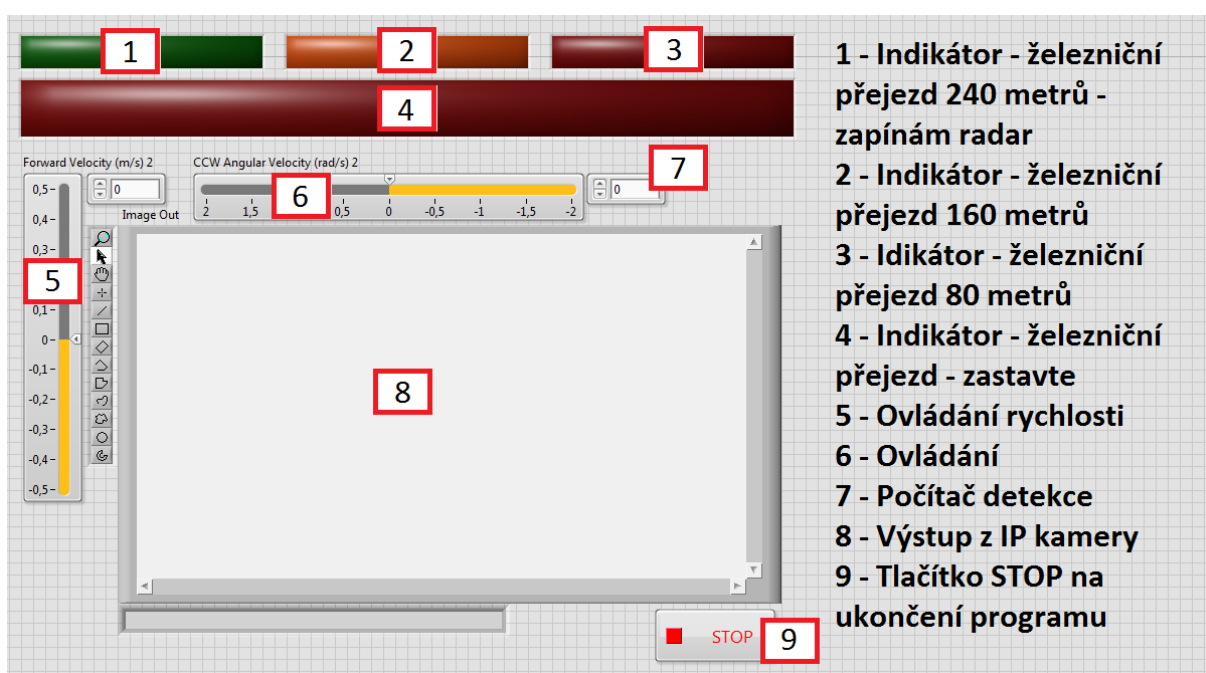 1
2
3
4
Forward Velocity (m/s) 2
CCW Angular Velocity (rad/s) 2
7
0
6
0
2 1,5 0,5 0 -0,5 -1 -1,5 -2
Image Out
0,5
0,4
0,3
5
0,1
0
-0,1
-0,2
-0,3
-0,4
-0,5
8
STOP
9
1 - Indikátor - železniční
přejezd 240 metrů -
zapínám radar
2 - Indikátor - železniční
přejezd 160 metrů
3 - Idikátor - železniční
přejezd 80 metrů
4 - Indikátor - železniční
přejezd - zastavte
5 - Ovládání rychlosti
6 - Ovládání
7 - Počítač detekce
8 - Výstup z IP kamery
9 - Tlačítko STOP na
ukončení programu